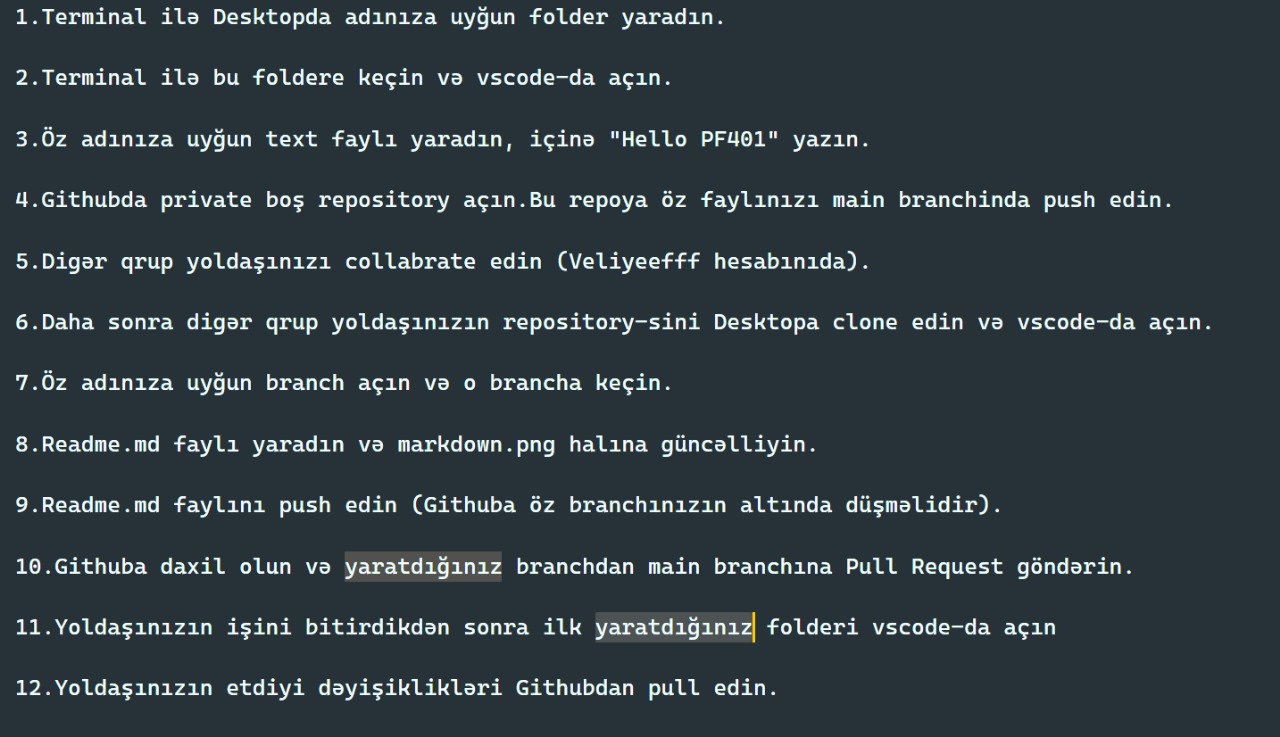 1.Terminal ilə Desktopda adınıza uyğun folder yaradın.
2.Terminal ilə bu foldere keçin və vscode-da açın.
3.Öz adınıza uyğun text faylı yaradın, içinə "Hello PF401" yazın.
4.Githubda private boş repository açın.Bu repoya öz faylınızı main branchinda push edin.
5.Digər qrup yoldaşınızı collabrate edin (Veliyeefff hesabınıda).
6.Daha sonra digər qrup yoldaşınızın repository-sini Desktopa clone edin və vscode-da açın.
7.Öz adınıza uyğun branch açın və o brancha keçin.
8.Readme.md faylı yaradın və markdown.png halına güncəlliyin.
9.Readme.md faylını push edin (Githuba öz branchınızın altında düşməlidir).
10.Githuba daxil olun və yaratdığınız branchdan main branchına Pull Request göndərin.
11.Yoldaşınızın işini bitirdikdən sonra ilk yaratdığınız folderi vscode-da açın
12.Yoldaşınızın etdiyi dəyişiklikləri Githubdan pull edin.